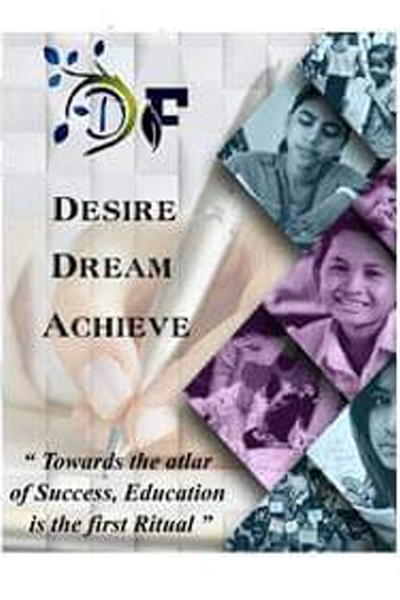 DF
DESIRE
DREAM
ACHIEVE
“ Towards the atlar
of Success, Education
is the first Ritual ”